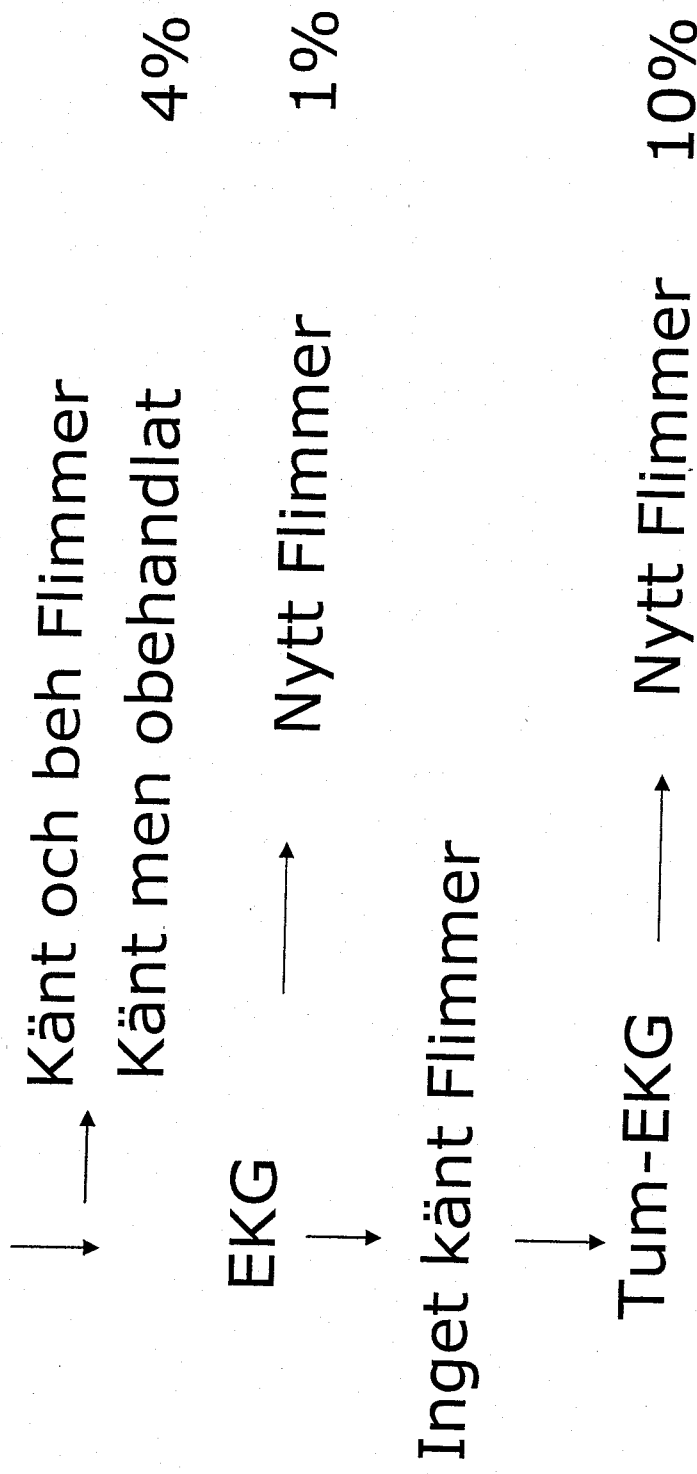 Känt och beh Flimmer
Känt men obehandlat 4%
EKG Nytt Flimmer 1%
Inget känt Flimmer
Tum-EKG Nytt Flimmer 10%